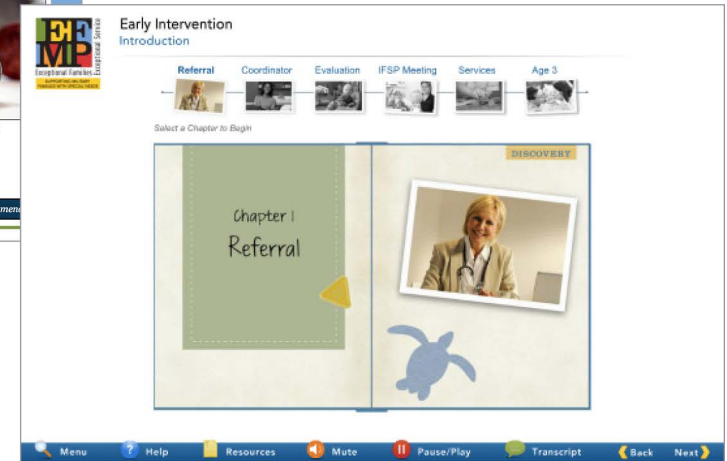 EFMP
Exceptional Families - Exceptional Service
SUPPORTING MILITARY
FAMILIES WITH SPECIAL NEEDS
Early Intervention
Introduction
Referral Coordinator Evaluation IFSP Meeting Services Age 3
Select a Chapter to Begin
DISCOVERY
Chapter 1
Referral
Menu Help Resources Mute Pause/Play Transcript Back Next